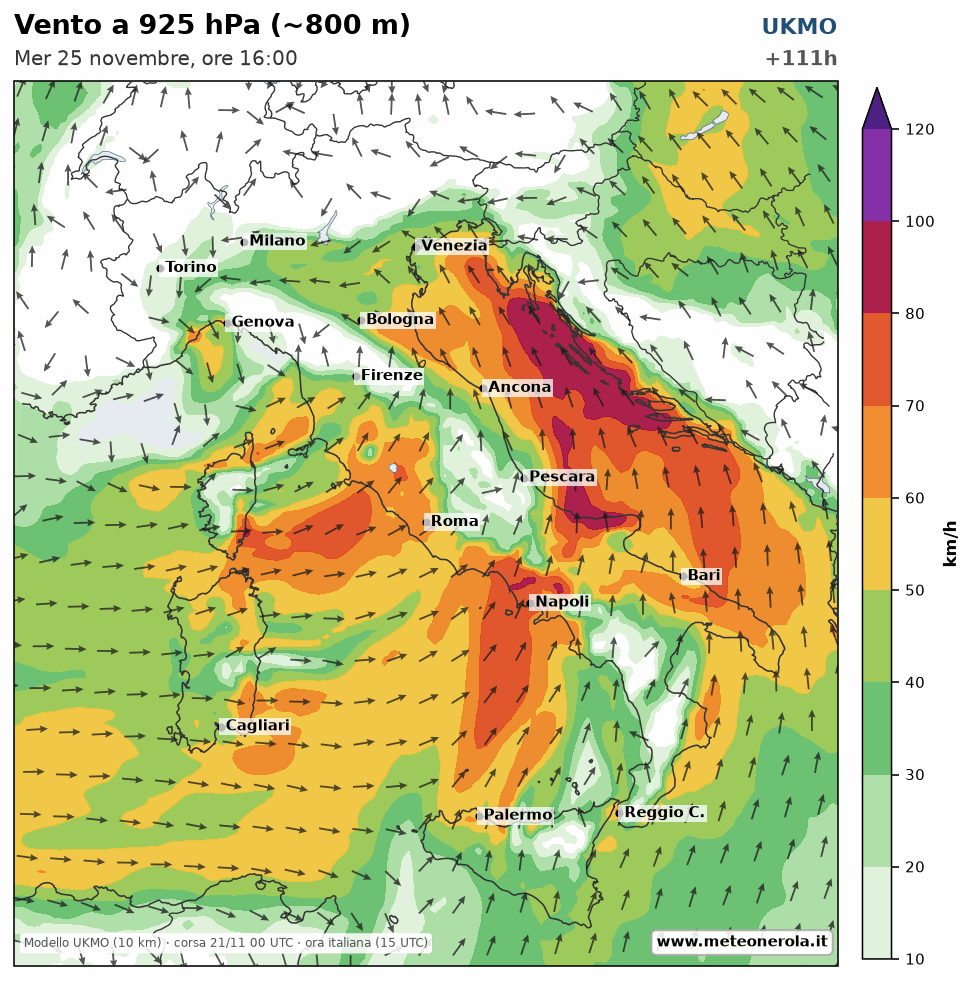 Vento a 925 hPa (~800 m)
UKMO
Mer 25 novembre, ore 16:00
+111h
120
100
80
70
60
50
40
30
20
10
km/h
Milano
Venezia
Torino
Genova
Bologna
Firenze
Ancona
Pescara
Roma
Bari
Napoli
Cagliari
Palermo
Reggio C.
Modello UKMO (10 km) · corsa 21/11 00 UTC · ora italiana (15 UTC)
www.meteonerola.it